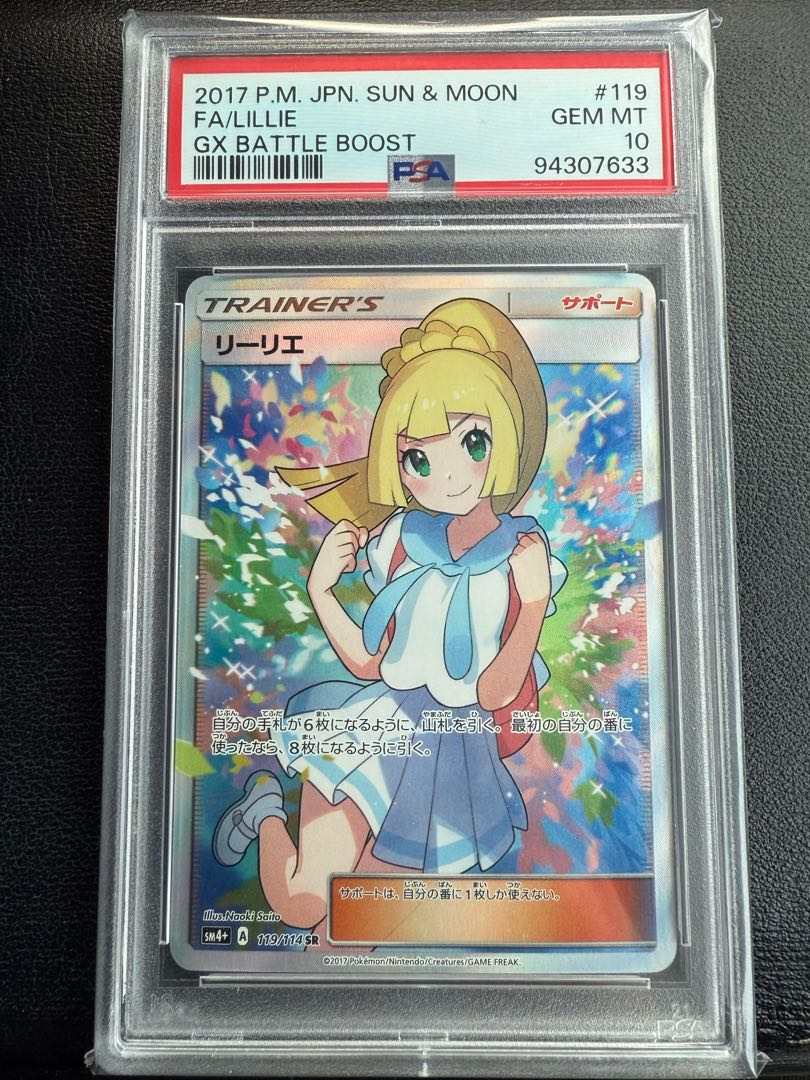 2017 P.M. JPN. SUN & MOON #119
FA/LILLIE GEM MT
GX BATTLE BOOST 10
PSA 94307633
TRAINER'S サポート
リーリエ
自分の手札が6枚になるように、山札を引く。最初の自分の番に
使ったなら、8枚になるように引く。
サポートは、自分の番に1枚しか使えない。
Illus. Naoki Saito
SM4+ A 119/114 SR
©2017 Pokémon/Nintendo/Creatures/GAME FREAK.
PSA